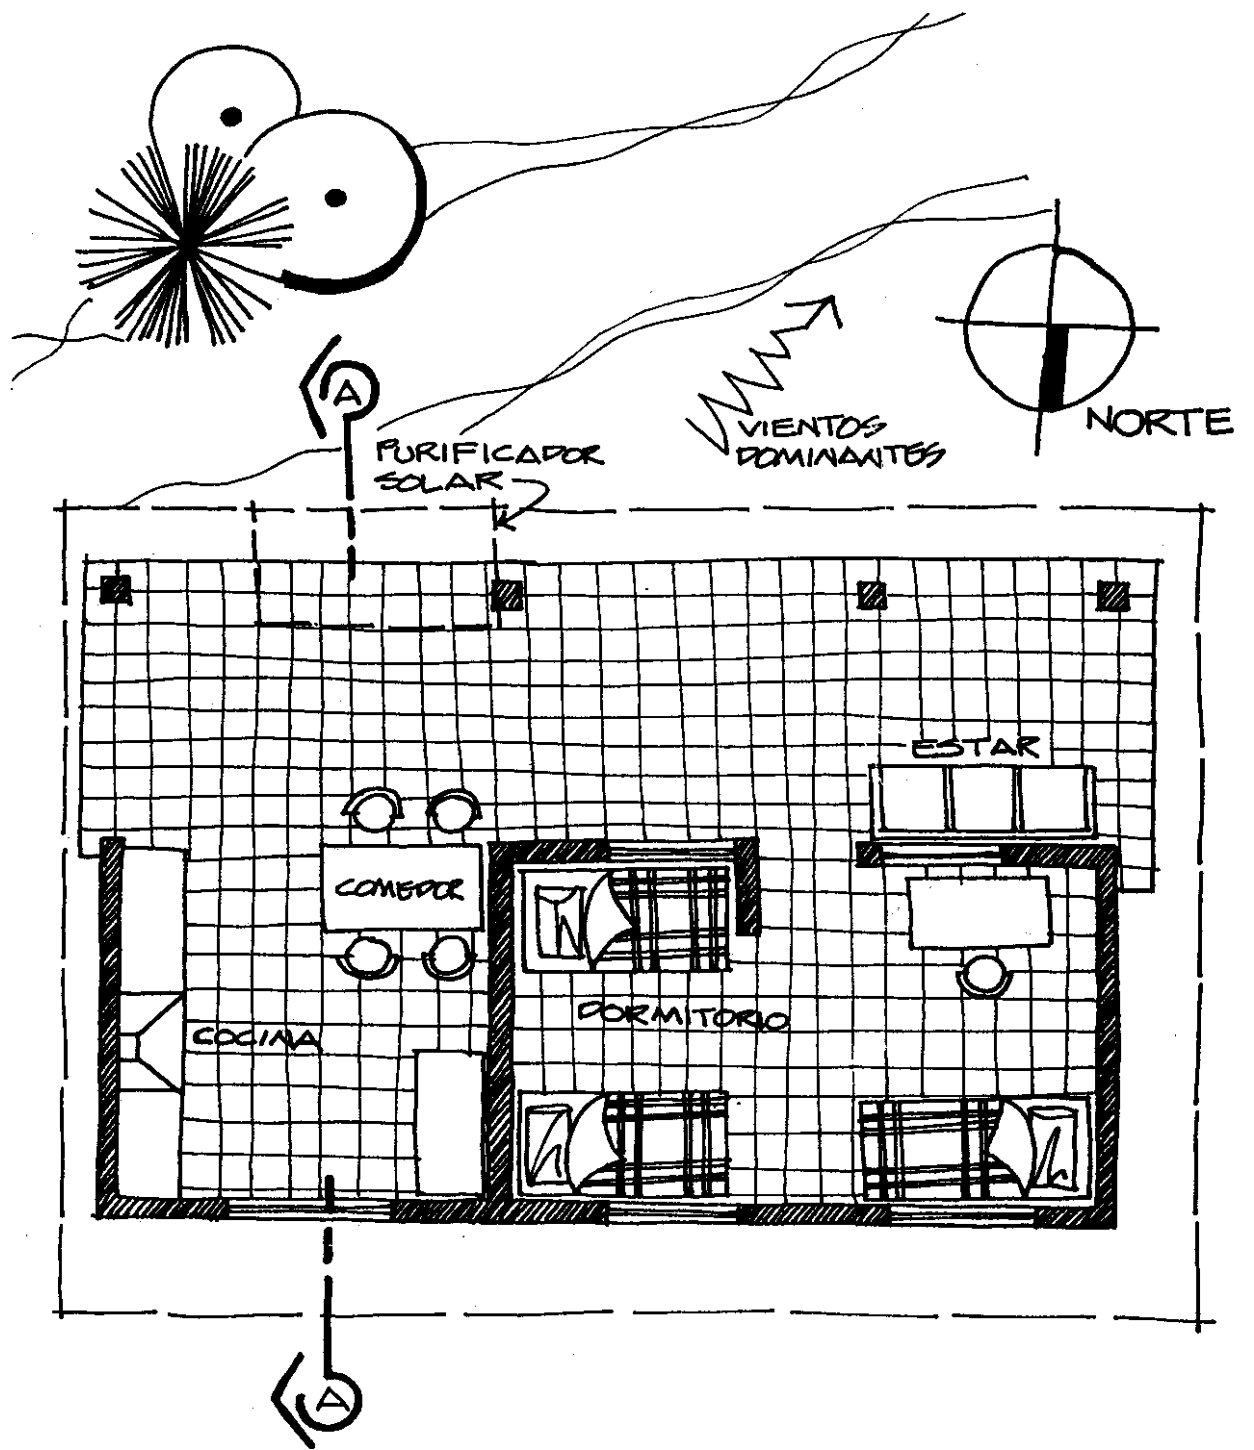 A
PURIFICADOR
SOLAR
VIENTOS
DOMINANTES
NORTE
ESTAR
COMEDOR
DORMITORIO
COCINA
A